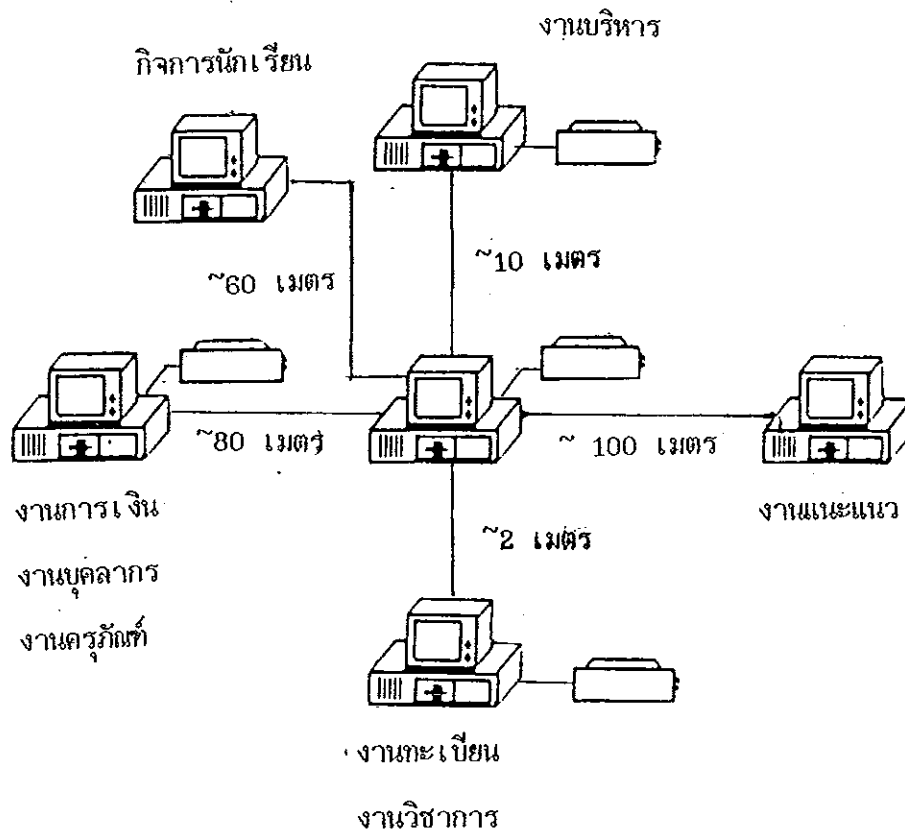 งานบริหาร
กิจการนักเรียน
~10 เมตร
~60 เมตร
~80 เมตร
~ 100 เมตร
งานการเงิน
งานบุคลากร
งานครุภัณฑ์
งานแนะแนว
~2 เมตร
งานทะเบียน
งานวิชาการ